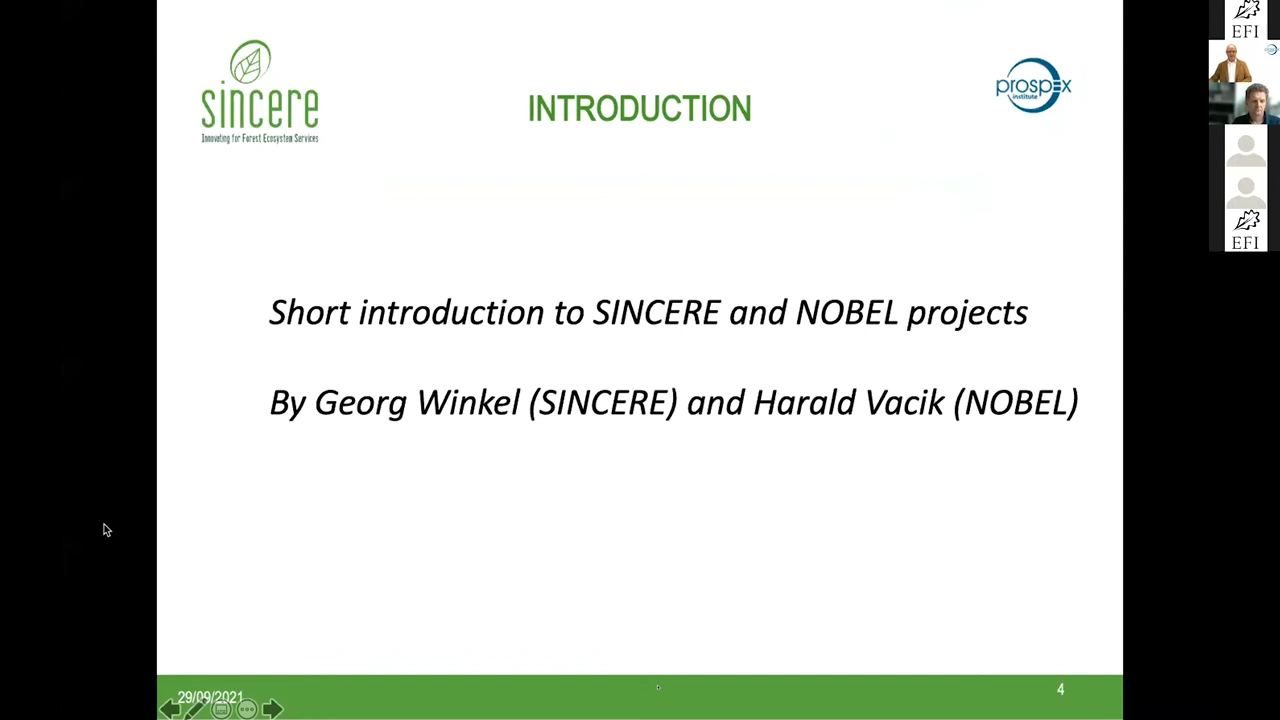 sincere
Innovating for Forest Ecosystem Services
INTRODUCTION
prospex
institute
Short introduction to SINCERE and NOBEL projects
By Georg Winkel (SINCERE) and Harald Vacik (NOBEL)
29/09/2021
4
EFI
EFI